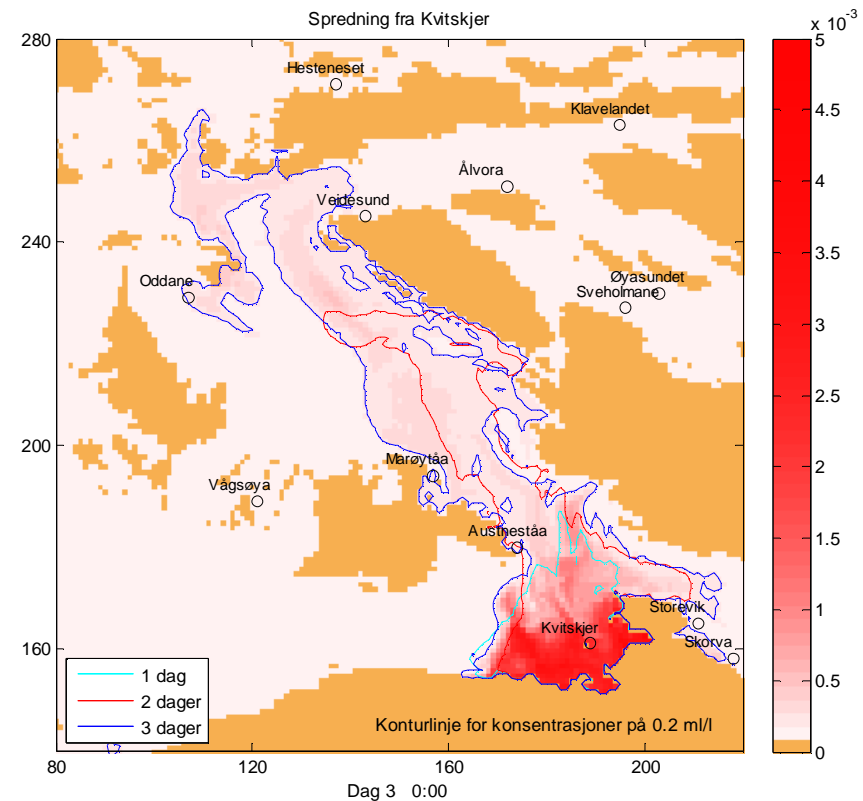 Spredning fra Kvitskjer
x 10^-3
280
240
200
160
80
120
160
200
Hesteneset
Klavelandet
Ålvora
Veidesund
Oddane
Øyasundet
Sveholmane
Marøytåa
Vågsøya
Austneståa
Storevik
Kvitskjer
Skorva
1 dag
2 dager
3 dager
Konturlinje for konsentrasjoner på 0.2 ml/l
Dag 3 0:00
5
4.5
4
3.5
3
2.5
2
1.5
1
0.5
0